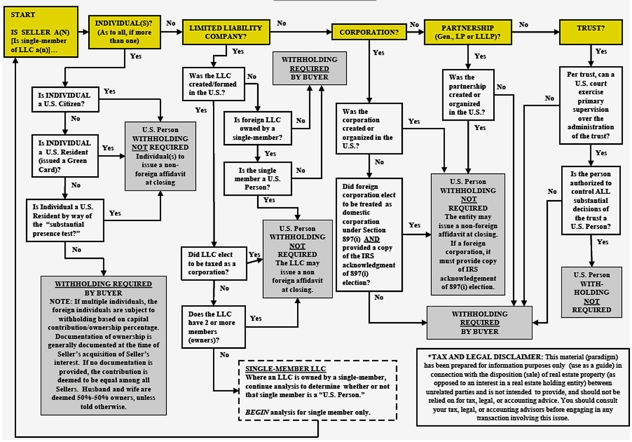 START
IS SELLER A(N)
[Is single-member
of LLC a(n)]…
INDIVIDUAL(S)?
(As to all, if more
than one)
No
LIMITED LIABILITY
COMPANY?
No
CORPORATION?
No
PARTNERSHIP
(Gen., LP or LLLP)?
No
TRUST?
Yes
Is INDIVIDUAL
a U.S. Citizen?
Yes
No
Is INDIVIDUAL
a U.S. Resident
(issued a Green
Card)?
Yes
No
Is Individual a U.S.
Resident by way of
the "substantial
presence test?"
Yes
No
U.S. Person
WITHHOLDING
NOT REQUIRED
Individual(s) to
issue a non-
foreign affidavit
at closing
WITHHOLDING REQUIRED
BY BUYER
NOTE: If multiple individuals, the
foreign individuals are subject to
withholding based on capital
contribution/ownership percentage.
Documentation of ownership is
generally documented at the time of
Seller's acquisition of Seller's
interest. If no documentation is
provided, the contribution is
deemed to be equal among all
Sellers. Husband and wife are
deemed 50%-50% owners, unless
told otherwise.
Yes
Was the LLC
created/formed
in the U.S.?
No
Yes
Is foreign LLC
owned by a
single-member?
No
Yes
Is the single
member a U.S.
Person?
No
Yes
WITHHOLDING
REQUIRED
BY BUYER
Did LLC elect
to be taxed as a
corporation?
Yes
No
U.S. Person
WITHHOLDING
NOT
REQUIRED
The LLC may
issue a non
foreign affidavit
at closing.
Does the LLC
have 2 or more
members
(owners)?
Yes
No
SINGLE-MEMBER LLC
Where an LLC is owned by a single-member,
continue analysis to determine whether or not
that single member is a "U.S. Person."
BEGIN analysis for single member only.
Yes
Was the
corporation
created or
organized in the
U.S.?
Yes
No
Did foreign
corporation elect
to be treated as
domestic
corporation
under Section
897(i) AND
provided a copy
of the IRS
acknowledgment
of 897(i)
election?
Yes
No
Yes
Was the
partnership
created or
organized
in the U.S.?
No
Yes
U.S. Person
WITHHOLDING
NOT
REQUIRED
The entity may
issue a non-foreign
affidavit at closing.
If a foreign
corporation, it
must provide copy
of IRS
acknowledgement
of 897(i) election.
WITHHOLDING
REQUIRED BY BUYER
Yes
Per trust, can a
U.S. court
exercise
primary
supervision
over the
administration of
the trust?
No
Yes
Is the person
authorized to
control ALL
substantial
decisions of
the trust a
U.S. Person?
No
Yes
U.S. Person
WITH-
HOLDING
NOT
REQUIRED
*TAX AND LEGAL DISCLAIMER: This material (paradigm)
has been prepared for information purposes only (use as a guide) in
connection with the disposition (sale) of real estate property (as
opposed to an interest in a real estate holding entity) between
unrelated parties and is not intended to provide, and should not be
relied on for tax, legal, or accounting advice. You should consult
your tax, legal, or accounting advisors before engaging in any
transaction involving this issue.